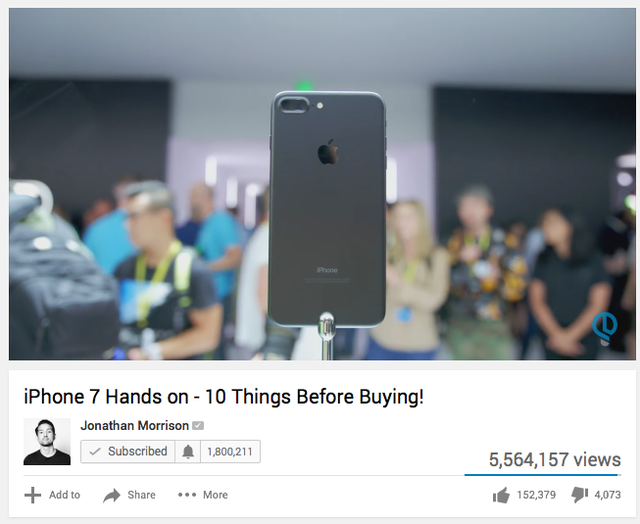 iPhone
iPhone 7 Hands on - 10 Things Before Buying!
Jonathan Morrison
Subscribed 1,800,211
5,564,157 views
Add to Share More 152,379 4,073